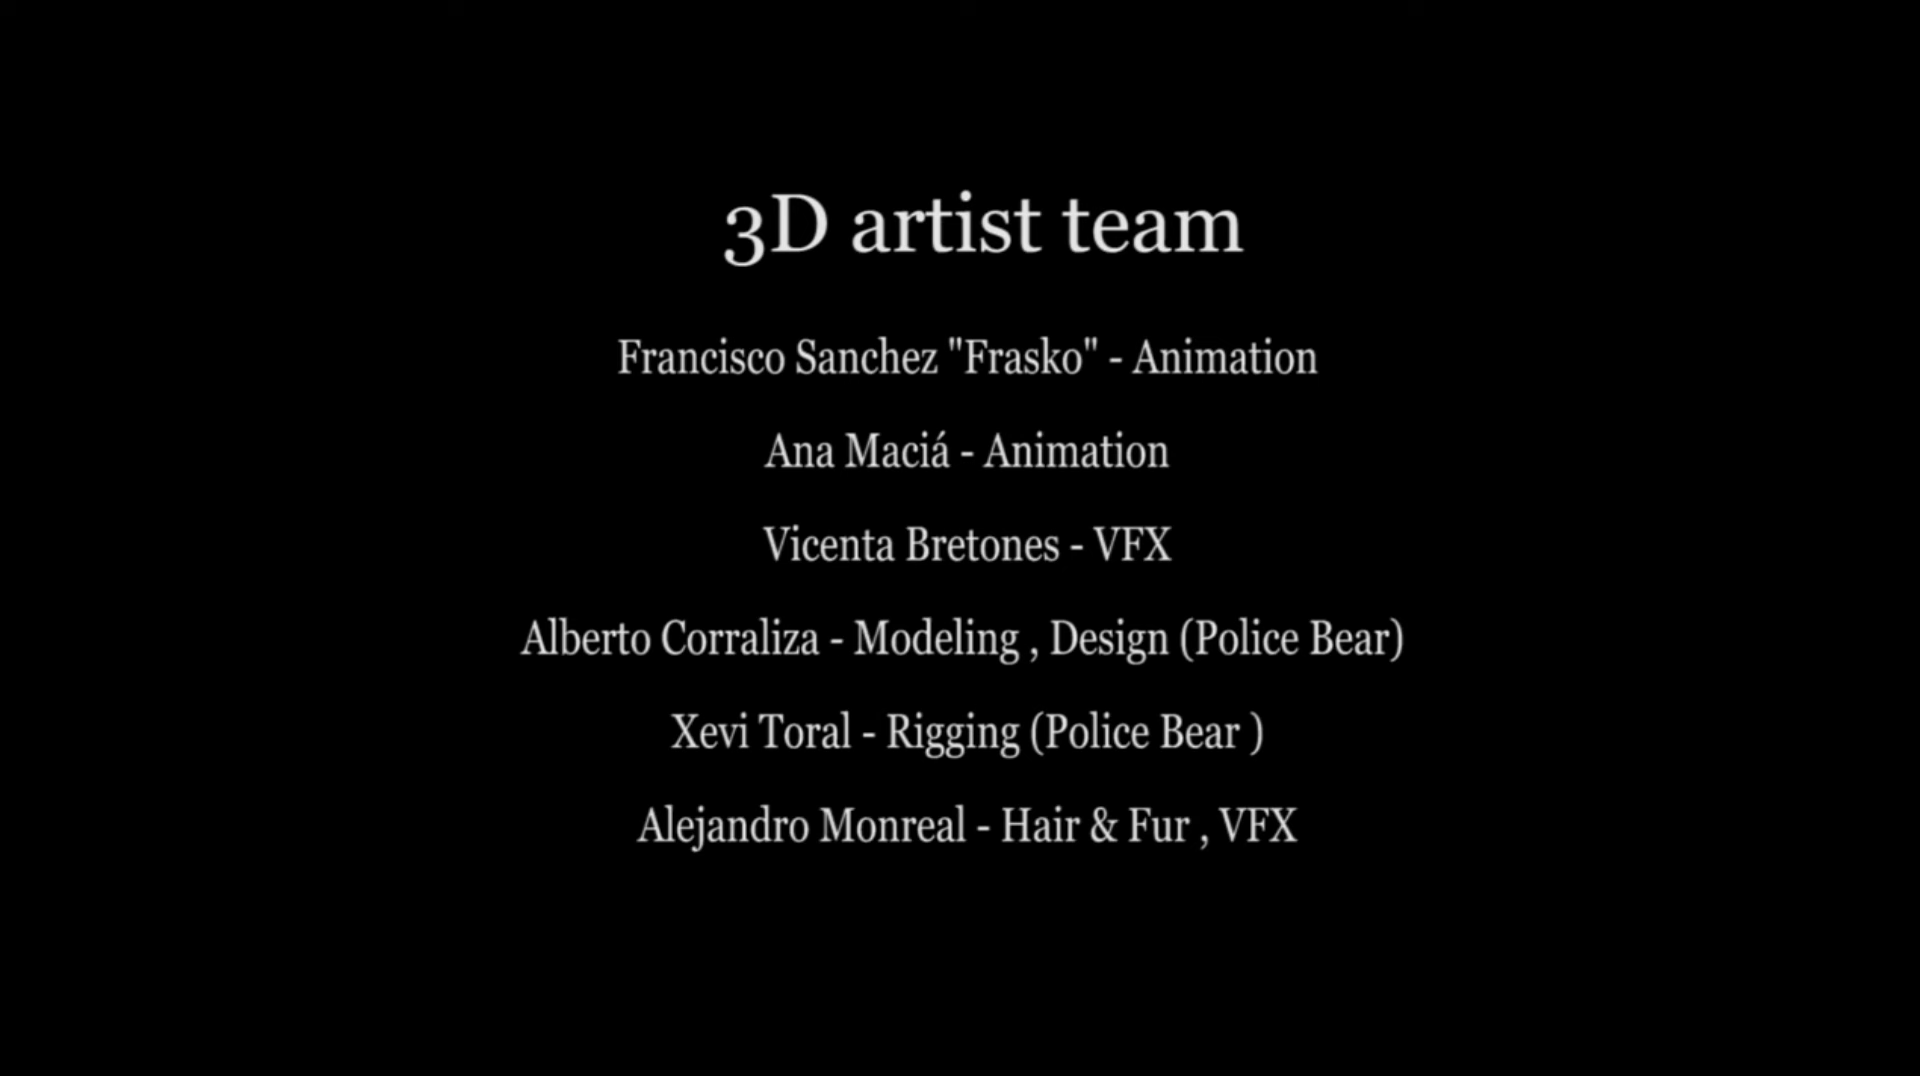 3D artist team
Francisco Sanchez "Frasko" - Animation
Ana Maciá - Animation
Vicenta Bretones - VFX
Alberto Corraliza - Modeling , Design (Police Bear)
Xevi Toral - Rigging (Police Bear )
Alejandro Monreal - Hair & Fur , VFX